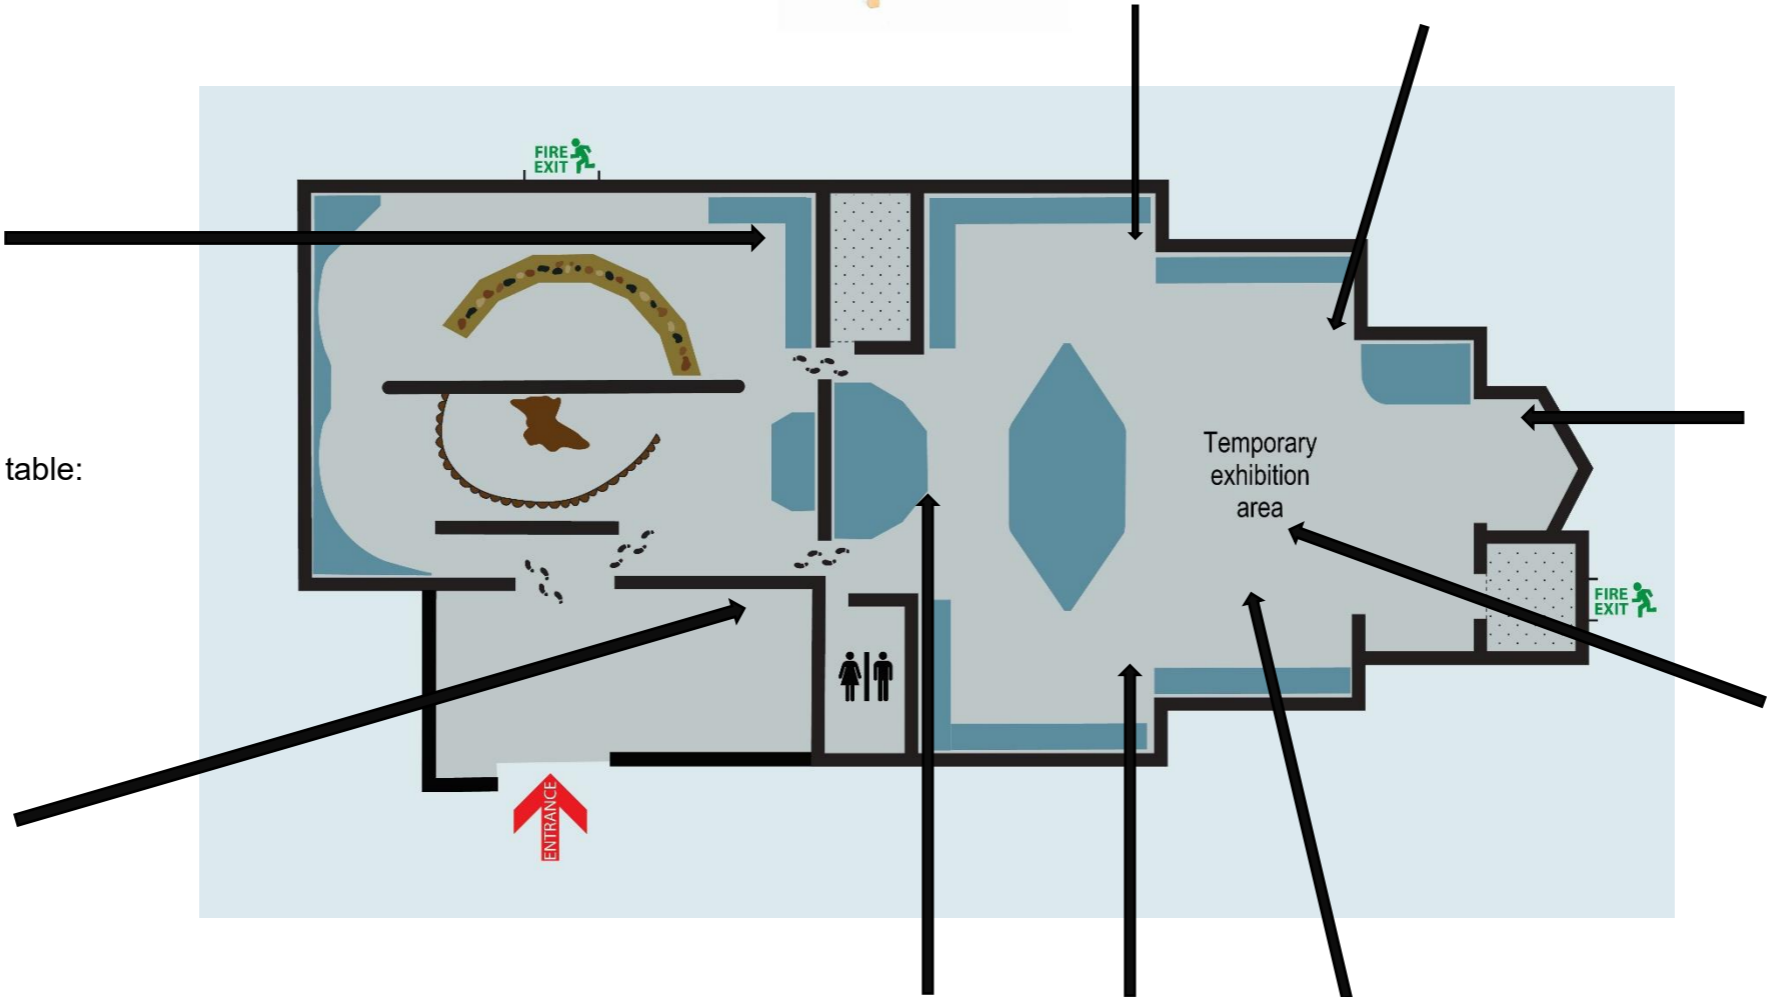 FIRE
EXIT
table:
Temporary
exhibition
area
FIRE
EXIT
ENTRANCE